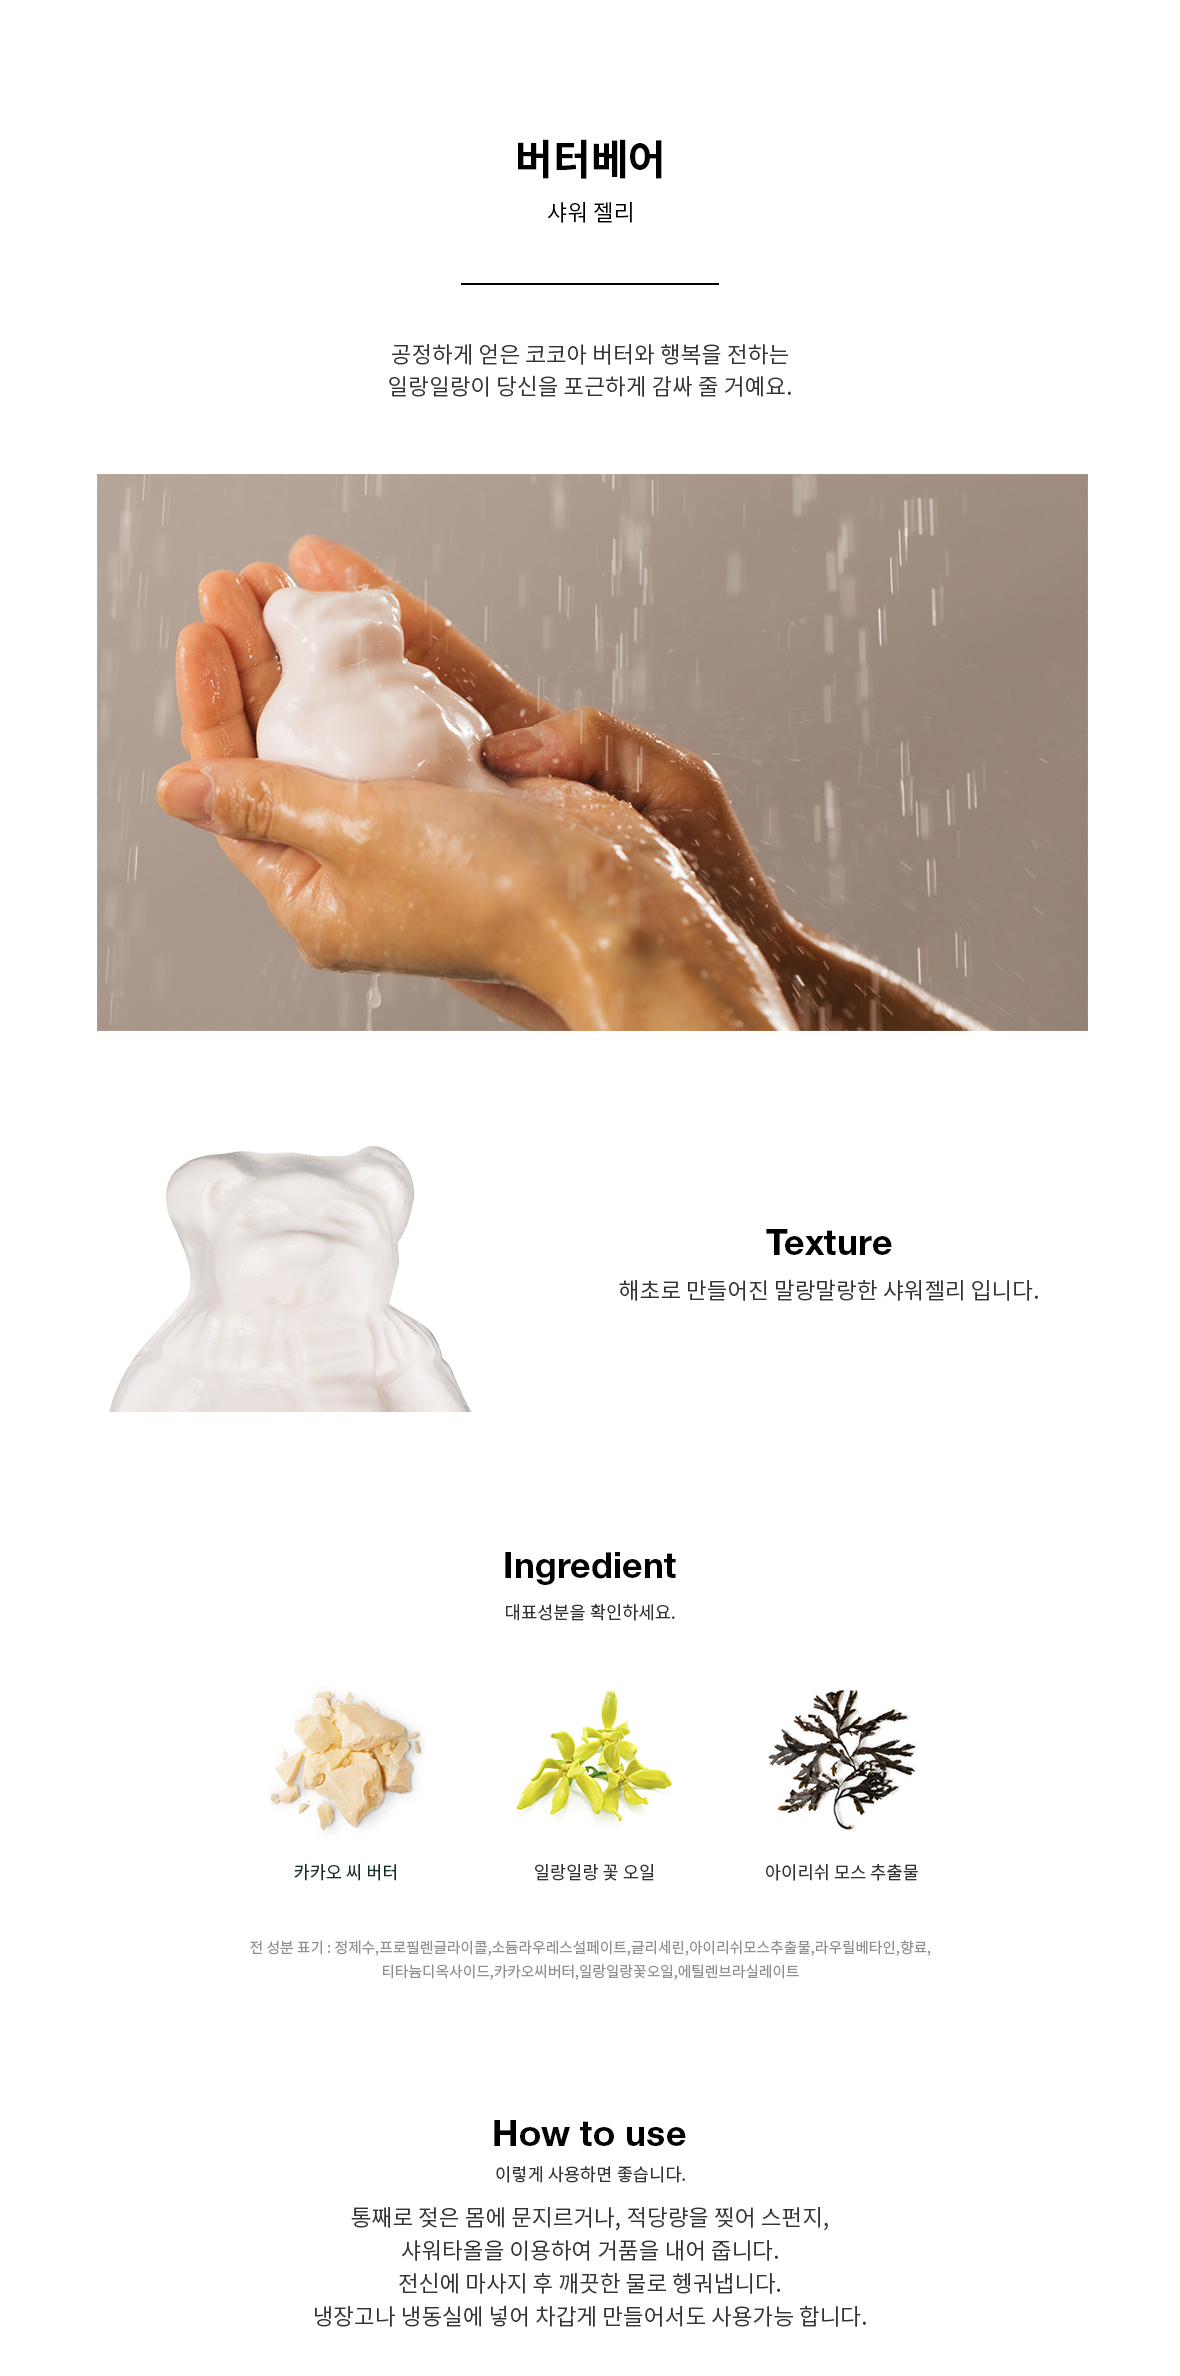 버터베어
샤워 젤리
공정하게 얻은 코코아 버터와 행복을 전하는
일랑일랑이 당신을 포근하게 감싸 줄 거예요.
Texture
해초로 만들어진 말랑말랑한 샤워젤리 입니다.
Ingredient
대표성분을 확인하세요.
카카오 씨 버터
일랑일랑 꽃 오일
아이리쉬 모스 추출물
전 성분 표기 : 정제수,프로필렌글라이콜,소듐라우레스설페이트,글리세린,아이리쉬모스추출물,라우릴베타인,향료,
티타늄디옥사이드,카카오씨버터,일랑일랑꽃오일,에틸렌브라실레이트
How to use
이렇게 사용하면 좋습니다.
통째로 젖은 몸에 문지르거나, 적당량을 찢어 스펀지,
샤워타올을 이용하여 거품을 내어 줍니다.
전신에 마사지 후 깨끗한 물로 헹궈냅니다.
냉장고나 냉동실에 넣어 차갑게 만들어서도 사용가능 합니다.